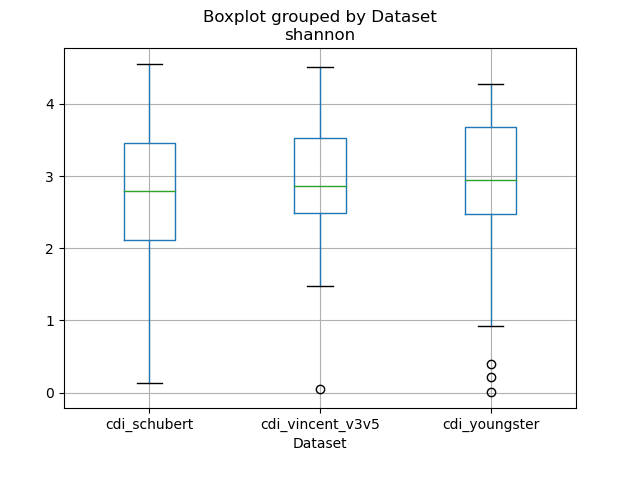 Boxplot grouped by Dataset
shannon
4
3
2
1
0
cdi_schubert
cdi_vincent_v3v5
cdi_youngster
Dataset